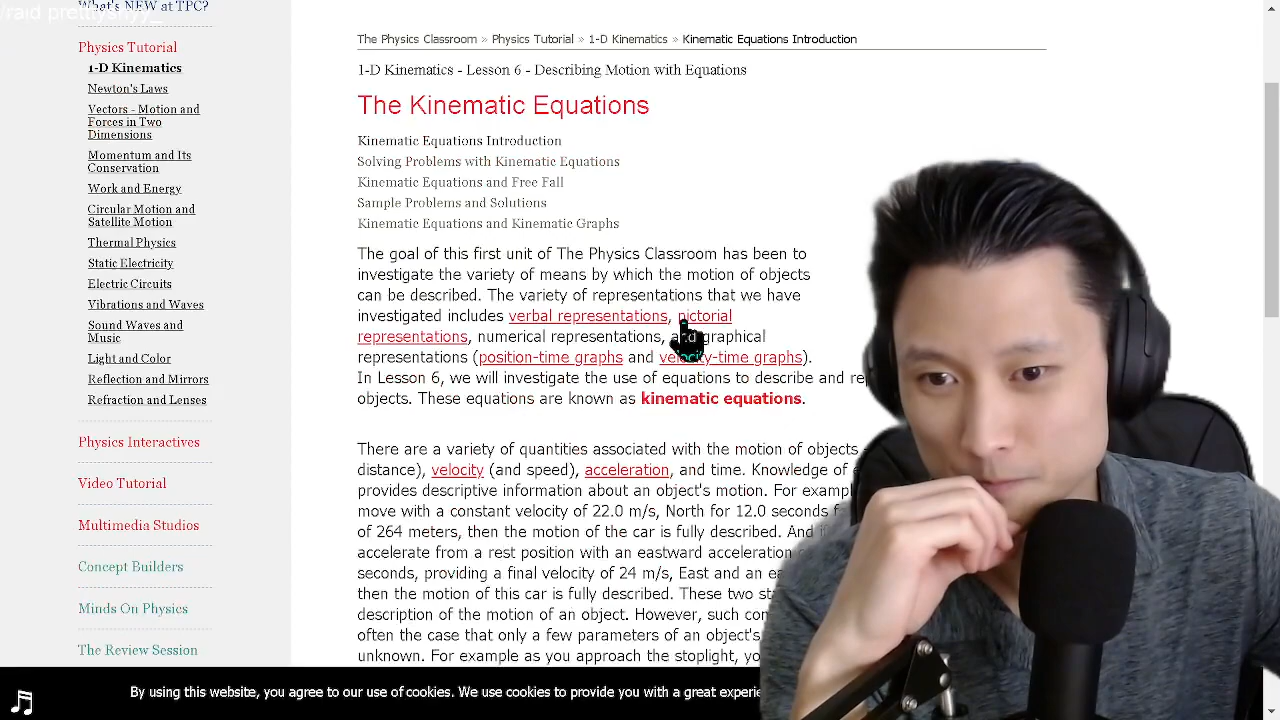 What's NEW at TPC?
/raid
Physics Tutorial
1-D Kinematics
Newton's Laws
Vectors - Motion and
Forces in Two
Dimensions
Momentum and Its
Conservation
Work and Energy
Circular Motion and
Satellite Motion
Thermal Physics
Static Electricity
Electric Circuits
Vibrations and Waves
Sound Waves and
Music
Light and Color
Reflection and Mirrors
Refraction and Lenses
Physics Interactives
Video Tutorial
Multimedia Studios
Concept Builders
Minds On Physics
The Review Session
The Physics Classroom » Physics Tutorial » 1-D Kinematics » Kinematic Equations Introduction
1-D Kinematics - Lesson 6 - Describing Motion with Equations
The Kinematic Equations
Kinematic Equations Introduction
Solving Problems with Kinematic Equations
Kinematic Equations and Free Fall
Sample Problems and Solutions
Kinematic Equations and Kinematic Graphs
The goal of this first unit of The Physics Classroom has been to
investigate the variety of means by which the motion of objects
can be described. The variety of representations that we have
investigated includes verbal representations, pictorial
representations, numerical representations, and graphical
representations (position-time graphs and velocity-time graphs).
In Lesson 6, we will investigate the use of equations to describe and re
objects. These equations are known as kinematic equations.
There are a variety of quantities associated with the motion of objects
distance), velocity (and speed), acceleration, and time. Knowledge of
provides descriptive information about an object's motion. For exampl
move with a constant velocity of 22.0 m/s, North for 12.0 seconds f
of 264 meters, then the motion of the car is fully described. And i
accelerate from a rest position with an eastward acceleration
seconds, providing a final velocity of 24 m/s, East and an ea
then the motion of this car is fully described. These two st
description of the motion of an object. However, such con
often the case that only a few parameters of an object's
unknown. For example as you approach the stoplight, yo
By using this website, you agree to our use of cookies. We use cookies to provide you with a great experie